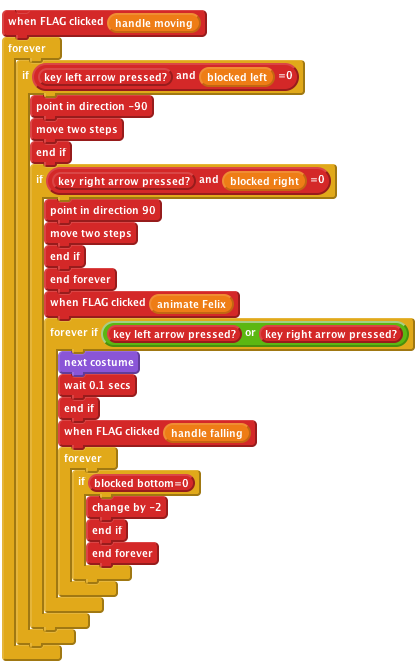 when FLAG clicked handle moving
forever
if key left arrow pressed? and blocked left =0
point in direction -90
move two steps
end if
if key right arrow pressed? and blocked right =0
point in direction 90
move two steps
end if
end forever
when FLAG clicked animate Felix
forever if key left arrow pressed? or key right arrow pressed?
next costume
wait 0.1 secs
end if
when FLAG clicked handle falling
forever
if blocked bottom=0
change by -2
end if
end forever